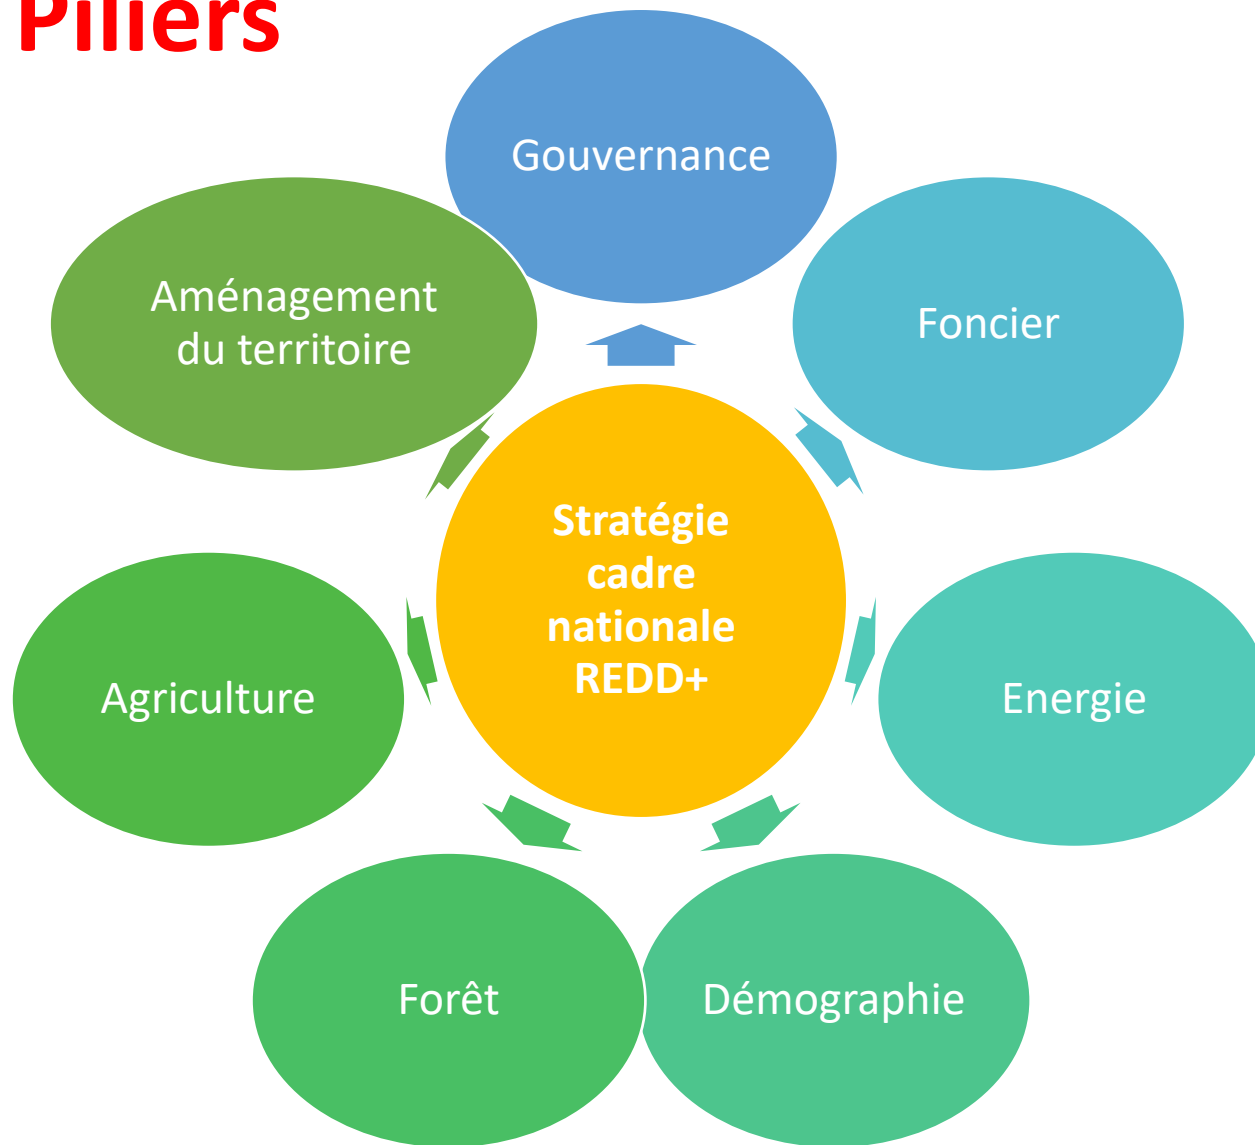 Piliers
Gouvernance
Aménagement
du territoire
Foncier
Stratégie
cadre
nationale
REDD+
Agriculture
Energie
Forêt
Démographie